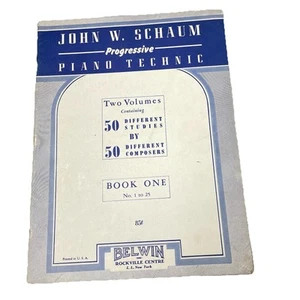 JOHN W. SCHAUM
Progressive
PIANO TECHNIC
Two Volumes
Containing
50 DIFFERENT STUDIES
BY
50 DIFFERENT COMPOSERS
BOOK ONE
No. 1 to 25
Printed in U. S. A.
BELWIN
ROCKVILLE CENTRE
L. I. New York